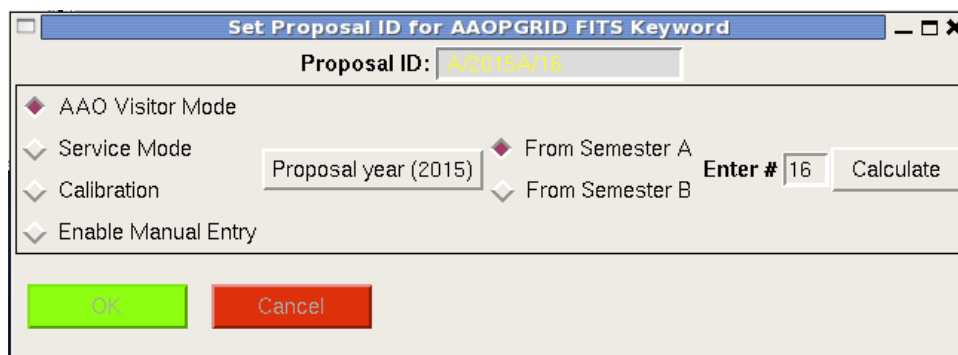 Set Proposal ID for AAOPGRID FITS Keyword
Proposal ID: A/2015A/16
AAO Visitor Mode
Service Mode
Calibration
Enable Manual Entry
Proposal year (2015)
From Semester A
From Semester B
Enter # 16
Calculate
OK
Cancel